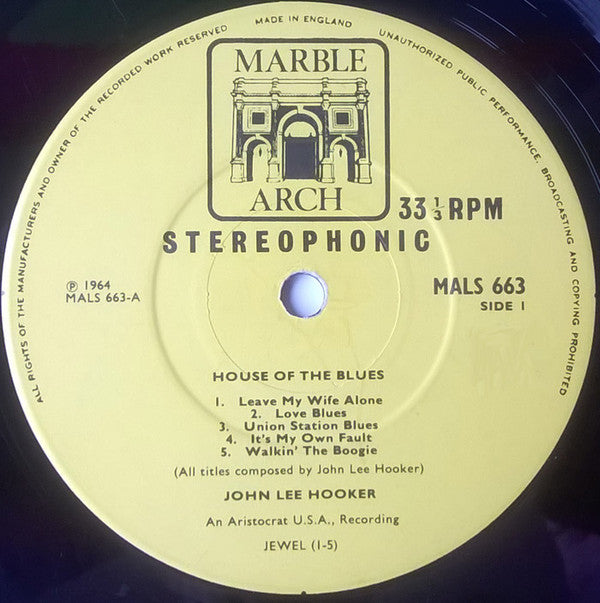 ALL RIGHTS OF THE MANUFACTURERS AND OWNER OF THE RECORDED WORK RESERVED
MADE IN ENGLAND
UNAUTHORIZED PUBLIC PERFORMANCE, BROADCASTING AND COPYING PROHIBITED
MARBLE
ARCH
33 1/3 RPM
STEREOPHONIC
℗ 1964
MALS 663-A
MALS 663
SIDE 1
HOUSE OF THE BLUES
1. Leave My Wife Alone
2. Love Blues
3. Union Station Blues
4. It's My Own Fault
5. Walkin' The Boogie
(All titles composed by John Lee Hooker)
JOHN LEE HOOKER
An Aristocrat U.S.A., Recording
JEWEL (1-5)